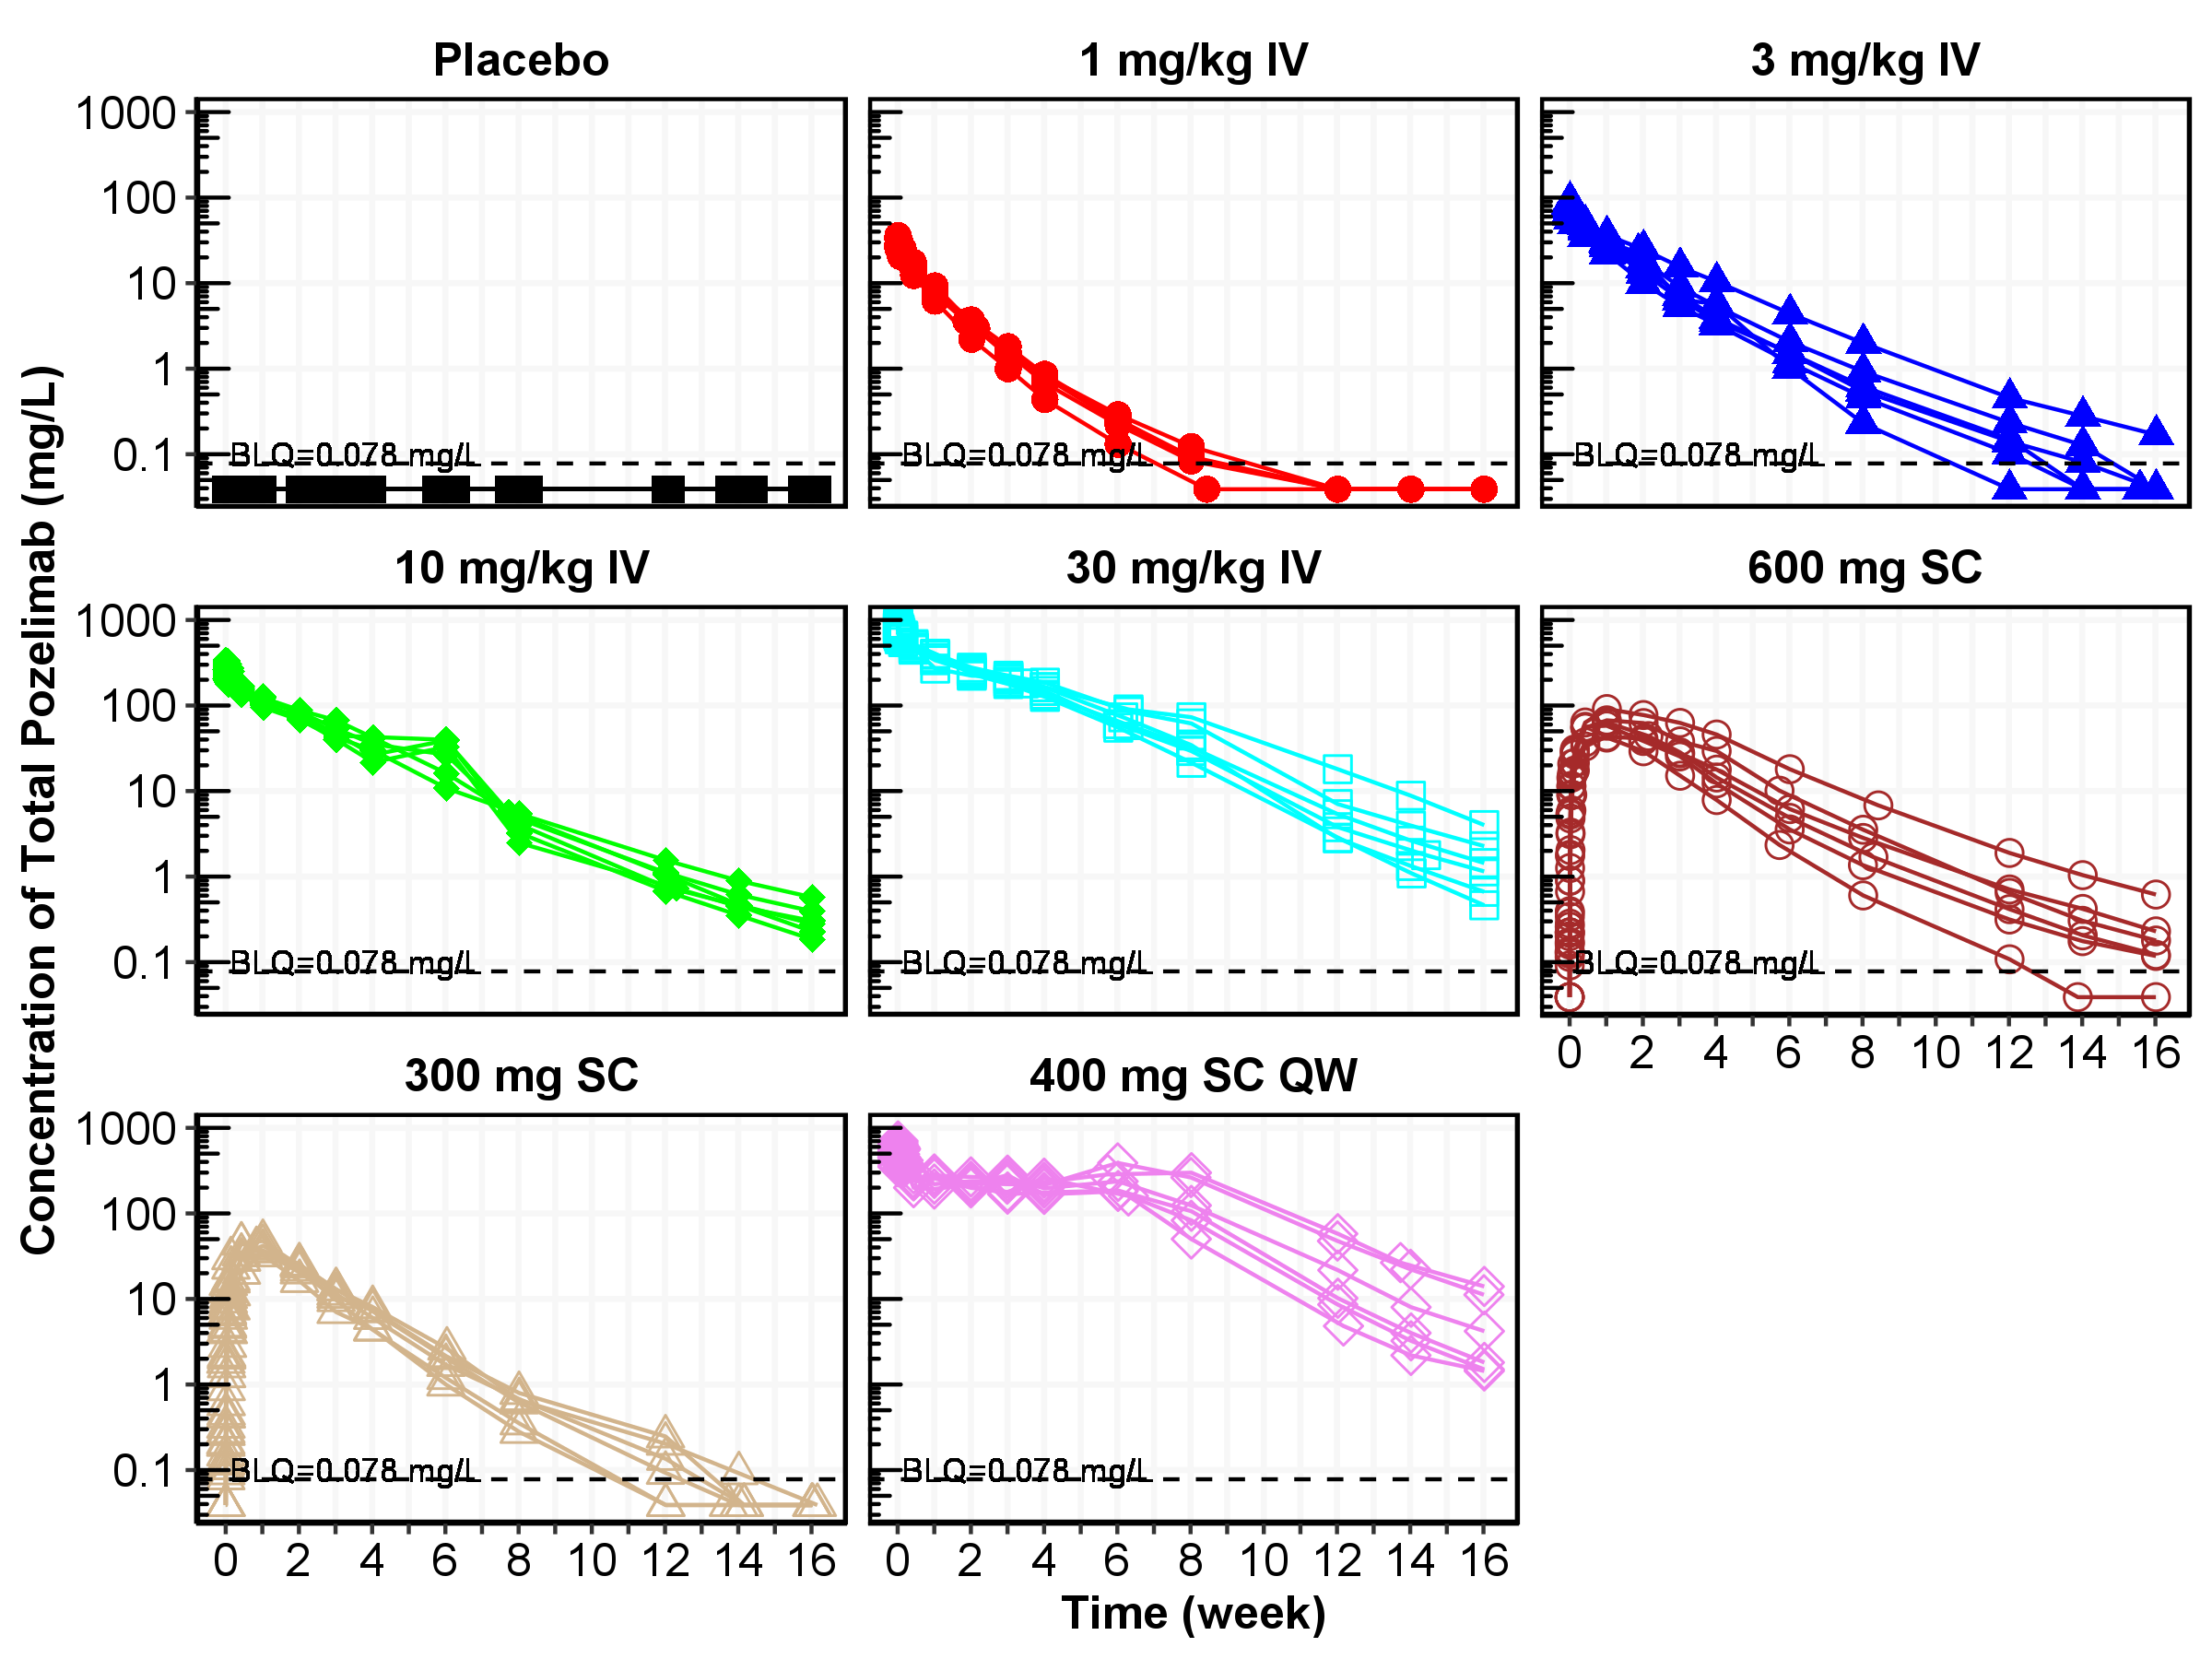 Placebo
1 mg/kg IV
3 mg/kg IV
1000
100
10
1
0.1
BLQ=0.078 mg/L
BLQ=0.078 mg/L
BLQ=0.078 mg/L
10 mg/kg IV
30 mg/kg IV
600 mg SC
1000
100
10
1
0.1
BLQ=0.078 mg/L
BLQ=0.078 mg/L
BLQ=0.078 mg/L
0 2 4 6 8 10 12 14 16
300 mg SC
400 mg SC QW
1000
100
10
1
0.1
BLQ=0.078 mg/L
BLQ=0.078 mg/L
0 2 4 6 8 10 12 14 16
0 2 4 6 8 10 12 14 16
Time (week)
Concentration of Total Pozelimab (mg/L)